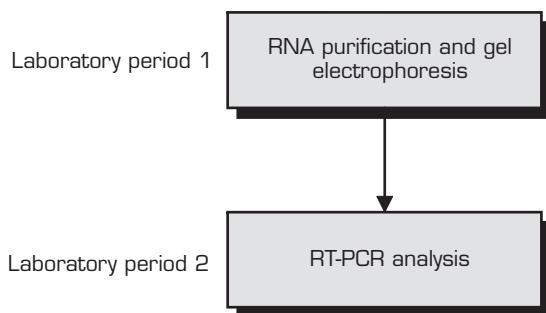 Laboratory period 1
RNA purification and gel
electrophoresis
Laboratory period 2
RT-PCR analysis